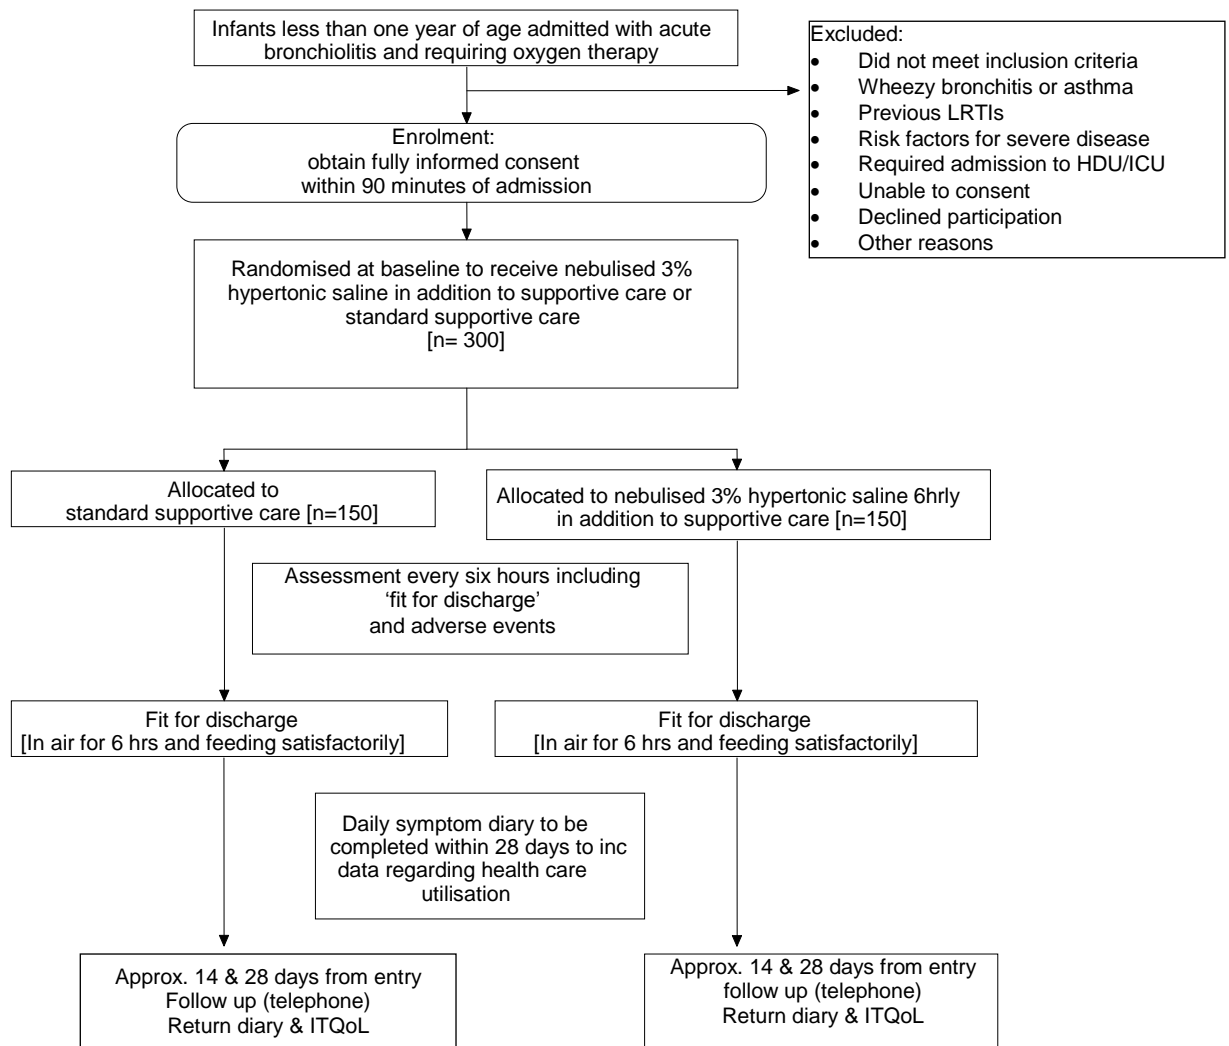 Infants less than one year of age admitted with acute
bronchiolitis and requiring oxygen therapy
Excluded:
• Did not meet inclusion criteria
• Wheezy bronchitis or asthma
• Previous LRTIs
• Risk factors for severe disease
• Required admission to HDU/ICU
• Unable to consent
• Declined participation
• Other reasons
Enrolment:
obtain fully informed consent
within 90 minutes of admission
Randomised at baseline to receive nebulised 3%
hypertonic saline in addition to supportive care or
standard supportive care
[n= 300]
Allocated to
standard supportive care [n=150]
Allocated to nebulised 3% hypertonic saline 6hrly
in addition to supportive care [n=150]
Assessment every six hours including
‘fit for discharge’
and adverse events
Fit for discharge
[In air for 6 hrs and feeding satisfactorily]
Fit for discharge
[In air for 6 hrs and feeding satisfactorily]
Daily symptom diary to be
completed within 28 days to inc
data regarding health care
utilisation
Approx. 14 & 28 days from entry
Follow up (telephone)
Return diary & ITQoL
Approx. 14 & 28 days from entry
follow up (telephone)
Return diary & ITQoL